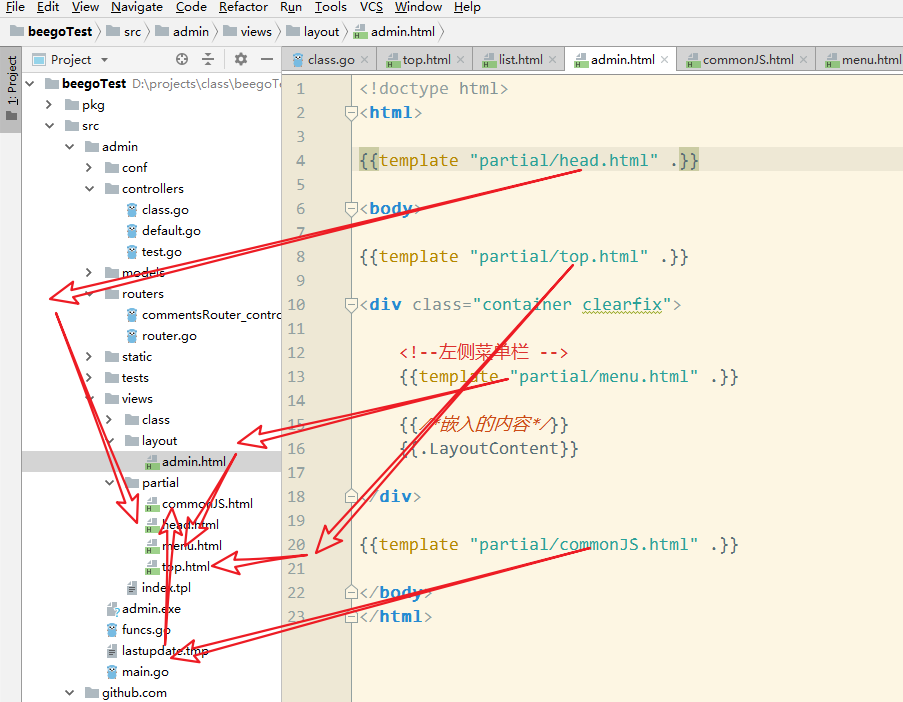 File Edit View Navigate Code Refactor Run Tools VCS Window Help
beegoTest src admin views layout admin.html
1: Project
Project
class.go top.html list.html admin.html commonJS.html menu.html
beegoTest D:\projects\class\beegoT
pkg
src
admin
conf
controllers
class.go
default.go
test.go
models
routers
commentsRouter_contro
router.go
static
tests
views
class
layout
admin.html
partial
commonJS.html
head.html
menu.html
top.html
index.tpl
admin.exe
funcs.go
lastupdate.tmp
main.go
github.com
1 <!doctype html>
2 <html>
3
4 {{template "partial/head.html" .}}
5
6 <body>
7
8 {{template "partial/top.html" .}}
9
10 <div class="container clearfix">
11
12 <!--左侧菜单栏 -->
13 {{template "partial/menu.html" .}}
14
15 {{/*嵌入的内容*/}}
16 {{.LayoutContent}}
17
18 </div>
19
20 {{template "partial/commonJS.html" .}}
21
22 </body>
23 </html>